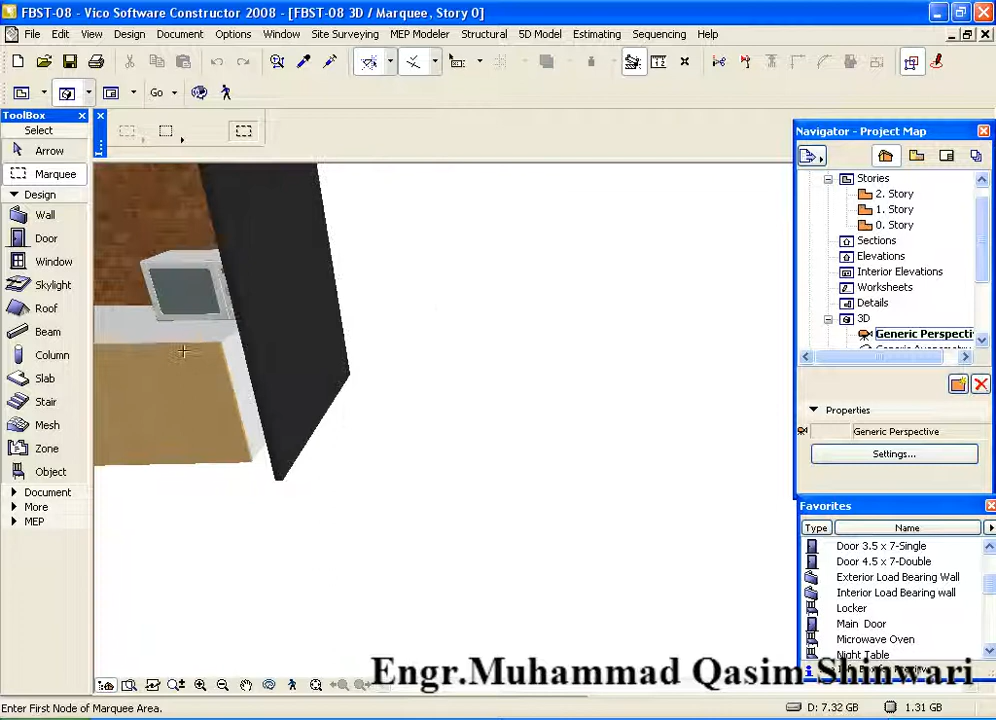 FBST-08 - Vico Software Constructor 2008 - [FBST-08 3D / Marquee, Story 0]
File Edit View Design Document Options Window Site Surveying MEP Modeler Structural 5D Model Estimating Sequencing Help
Go
ToolBox
Select
Arrow
Marquee
Design
Wall
Door
Window
Skylight
Roof
Beam
Column
Slab
Stair
Mesh
Zone
Object
Document
More
MEP
Navigator - Project Map
Stories
2. Story
1. Story
0. Story
Sections
Elevations
Interior Elevations
Worksheets
Details
3D
Generic Perspecti
Properties
Generic Perspective
Settings...
Favorites
Type Name
Door 3.5 x 7-Single
Door 4.5 x 7-Double
Exterior Load Bearing Wall
Interior Load Bearing wall
Locker
Main Door
Microwave Oven
Night Table
Engr.Muhammad Qasim Shinwari
Enter First Node of Marquee Area.
D: 7.32 GB
1.31 GB